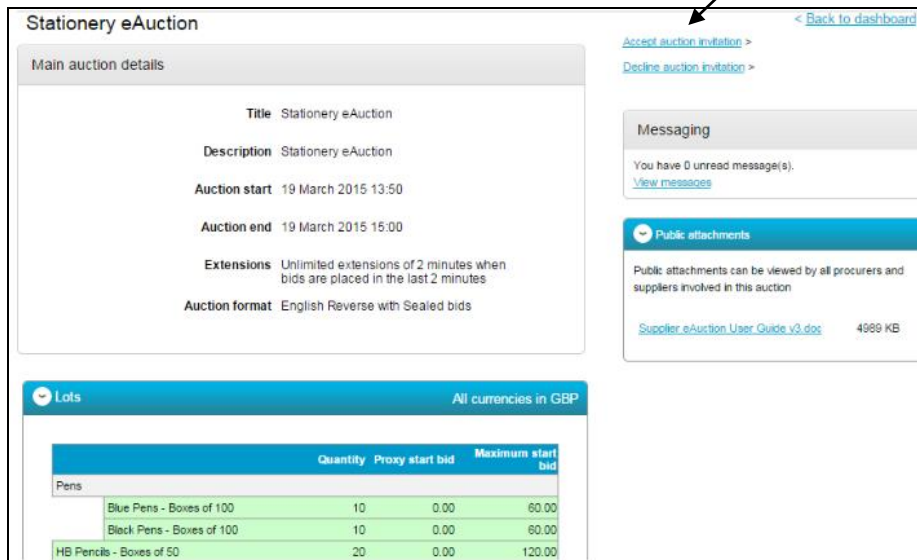 Stationery eAuction
< Back to dashboard
Accept auction invitation >
Decline auction invitation >
Main auction details
Title Stationery eAuction
Description Stationery eAuction
Auction start 19 March 2015 13:50
Auction end 19 March 2015 15:00
Extensions Unlimited extensions of 2 minutes when
bids are placed in the last 2 minutes
Auction format English Reverse with Sealed bids
Messaging
You have 0 unread message(s).
View messages
Public attachments
Public attachments can be viewed by all procurers and
suppliers involved in this auction
Supplier eAuction User Guide v3.doc 4989 KB
Lots All currencies in GBP
Quantity Proxy start bid Maximum start
bid
Pens
Blue Pens - Boxes of 100 10 0.00 60.00
Black Pens - Boxes of 100 10 0.00 60.00
HB Pencils - Boxes of 50 20 0.00 120.00